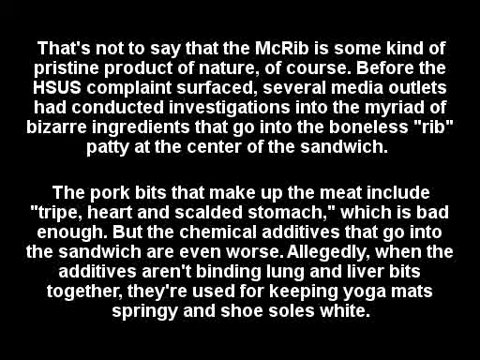 That's not to say that the McRib is some kind of
pristine product of nature, of course. Before the
HSUS complaint surfaced, several media outlets
had conducted investigations into the myriad of
bizarre ingredients that go into the boneless "rib"
patty at the center of the sandwich.
The pork bits that make up the meat include
"tripe, heart and scalded stomach," which is bad
enough. But the chemical additives that go into
the sandwich are even worse. Allegedly, when the
additives aren't binding lung and liver bits
together, they're used for keeping yoga mats
springy and shoe soles white.